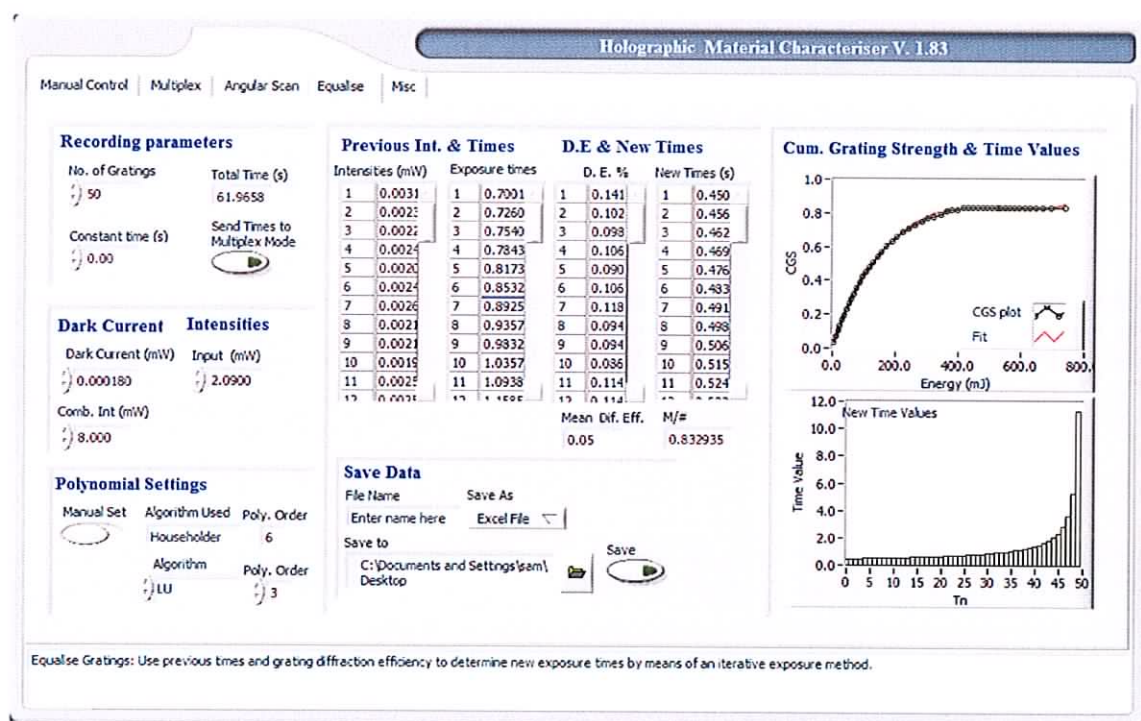 Holographic Material Characteriser V. 1.83
Manual Control Multiplex Angular Scan Equalise Misc
Recording parameters
No. of Gratings Total Time (s)
50 61.9658
Constant time (s) Send Times to Multiplex Mode
0.00
Dark Current Intensities
Dark Current (mW) Input (mW)
0.000180 2.0900
Comb. Int (mW)
8.000
Polynomial Settings
Manual Set Algorithm Used Poly. Order
Householder 6
Algorithm Poly. Order
LU 3
Previous Int. & Times D.E & New Times
Intensities (mW) Exposure times D. E. % New Times (s)
1 0.0031 1 0.7001 1 0.141 1 0.450
2 0.0023 2 0.7260 2 0.102 2 0.456
3 0.0022 3 0.7540 3 0.098 3 0.462
4 0.0024 4 0.7843 4 0.106 4 0.469
5 0.0020 5 0.8173 5 0.090 5 0.476
6 0.0024 6 0.8532 6 0.106 6 0.483
7 0.0026 7 0.8925 7 0.118 7 0.491
8 0.0021 8 0.9357 8 0.094 8 0.498
9 0.0021 9 0.9832 9 0.094 9 0.506
10 0.0019 10 1.0357 10 0.086 10 0.515
11 0.0025 11 1.0938 11 0.114 11 0.524
Mean Dif. Eff. M/#
0.05 0.832935
Save Data
File Name Save As
Enter name here Excel File
Save to Save
C:\Documents and Settings\sam\
Desktop
Cum. Grating Strength & Time Values
1.0
0.8
0.6
0.4
0.2
0.0
CGS
CGS plot
Fit
0.0 200.0 400.0 600.0 800.
Energy (mJ)
New Time Values
12.0
10.0
8.0
6.0
4.0
2.0
0.0
Time Value
0 5 10 15 20 25 30 35 40 45 50
Tn
Equalise Gratings: Use previous times and grating diffraction efficiency to determine new exposure times by means of an iterative exposure method.